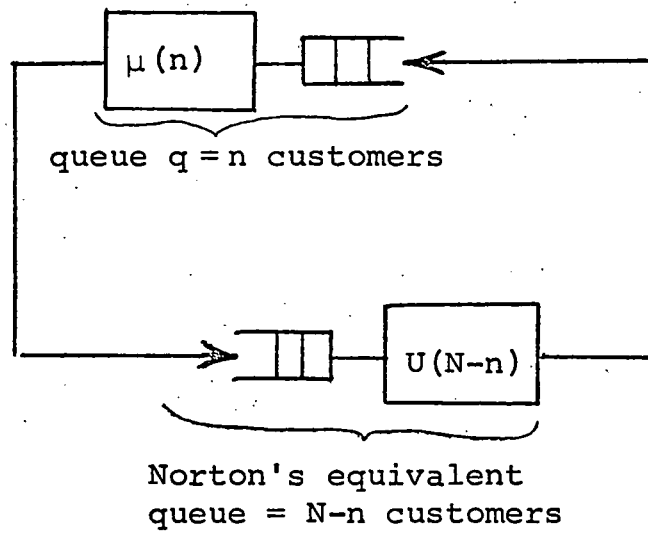 μ(n)
queue q = n customers
U(N-n)
Norton's equivalent
queue = N-n customers